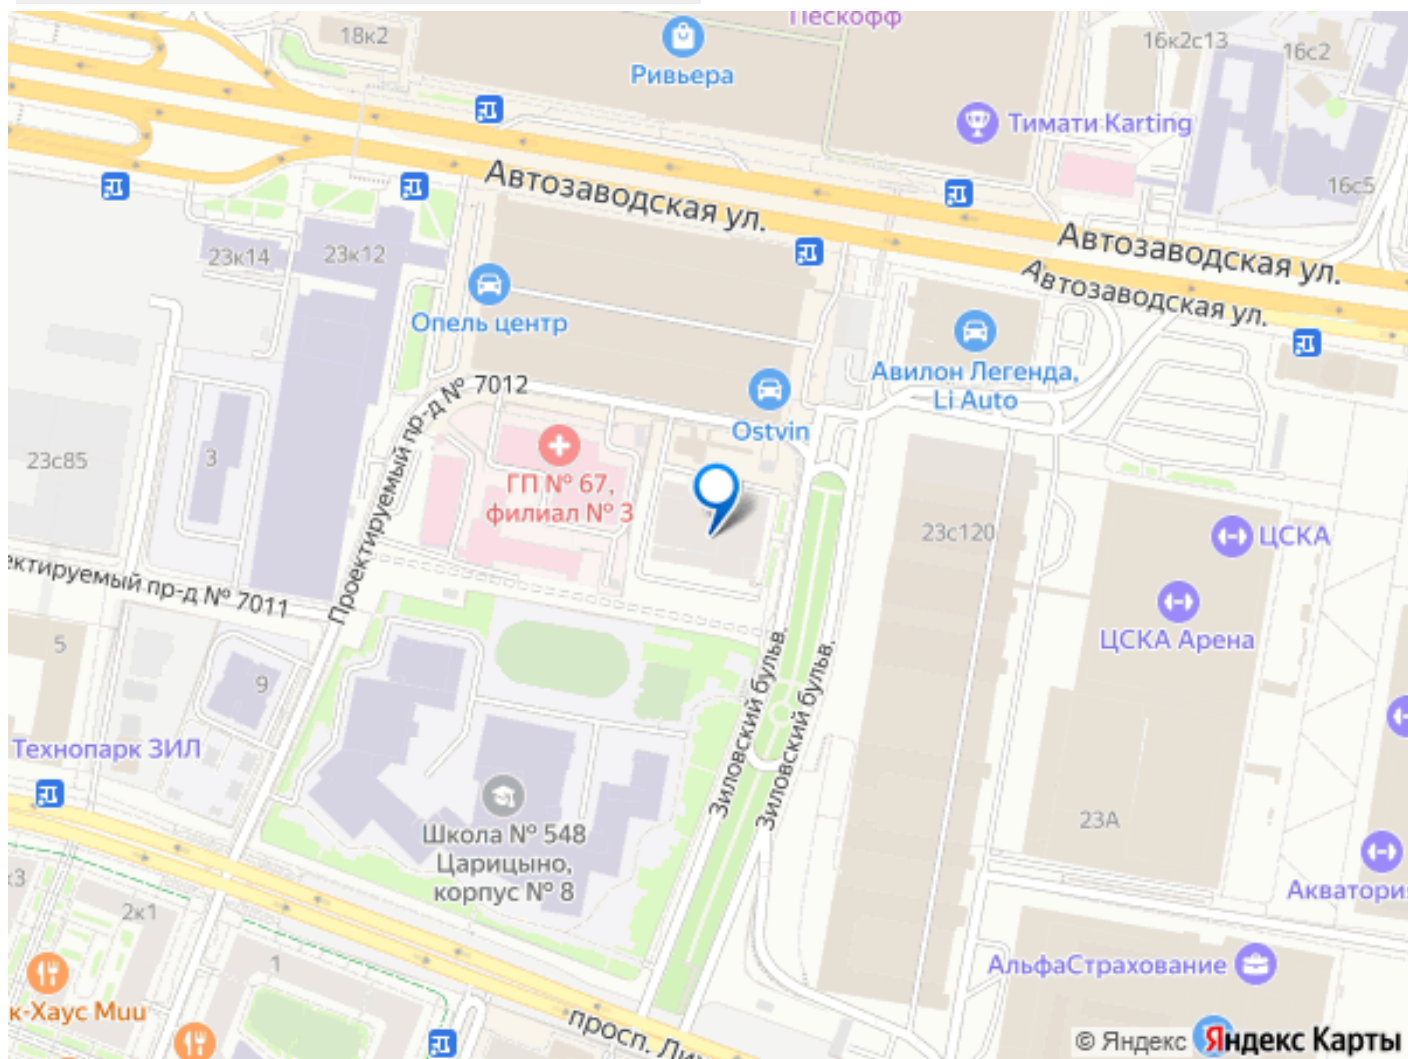 Пескофф
18к2
Ривьера
16к2с13
16с2
Тимати Karting
16с5
Автозаводская ул.
Автозаводская ул.
Автозаводская ул.
23к14
23к12
Опель центр
Авилон Легенда,
Li Auto
Проектируемый пр-д № 7012
Ostvin
23с85
3
ГП № 67,
филиал № 3
23с120
ЦСКА
ЦСКА Арена
ектируемый пр-д № 7011
5
9
Зиловский бульв.
Зиловский бульв.
Технопарк ЗИЛ
Школа № 548
Царицыно,
корпус № 8
23А
Акватория
2к1
1
к-Хаус Muu
АльфаСтрахование
просп. Ли
© Яндекс
Яндекс Карты